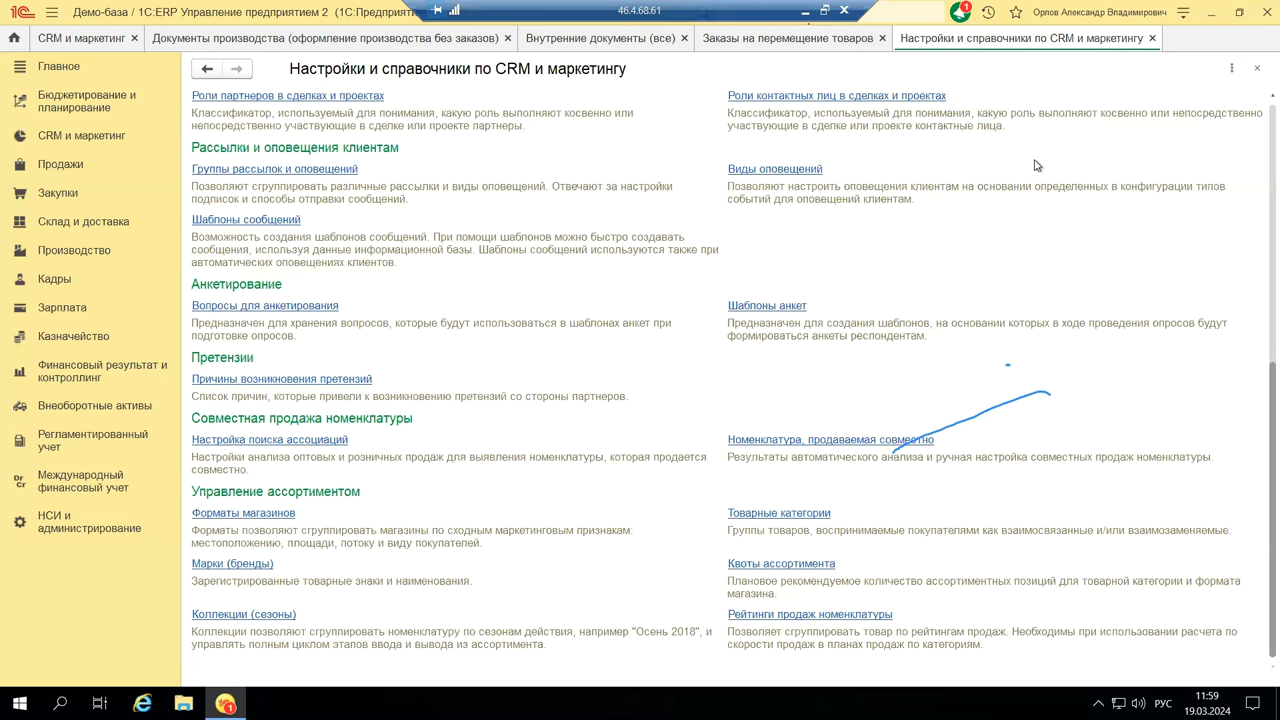 Демо-база / 1С:ERP Управление предприятием 2 (1С:Предприяти
46.4.68.61
1
Орлов Александр Владимирович
CRM и маркетинг ×
Документы производства (оформление производства без заказов) ×
Внутренние документы (все) ×
Заказы на перемещение товаров ×
Настройки и справочники по CRM и маркетингу ×
Главное
Бюджетирование и
планирование
CRM и маркетинг
Продажи
Закупки
Склад и доставка
Производство
Кадры
Зарплата
Казначейство
Финансовый результат и
контроллинг
Внеоборотные активы
Регламентированный
учет
Международный
финансовый учет
НСИ и
администрирование
Настройки и справочники по CRM и маркетингу
Роли партнеров в сделках и проектах
Классификатор, используемый для понимания, какую роль выполняют косвенно или
непосредственно участвующие в сделке или проекте партнеры.
Роли контактных лиц в сделках и проектах
Классификатор, используемый для понимания, какую роль выполняют косвенно или непосредственно
участвующие в сделке или проекте контактные лица.
Рассылки и оповещения клиентам
Группы рассылок и оповещений
Позволяют сгруппировать различные рассылки и виды оповещений. Отвечают за настройки
подписок и способы отправки сообщений.
Виды оповещений
Позволяют настроить оповещения клиентам на основании определенных в конфигурации типов
событий для оповещений клиентам.
Шаблоны сообщений
Возможность создания шаблонов сообщений. При помощи шаблонов можно быстро создавать
сообщения, используя данные информационной базы. Шаблоны сообщений используются также при
автоматических оповещениях клиентов.
Анкетирование
Вопросы для анкетирования
Предназначен для хранения вопросов, которые будут использоваться в шаблонах анкет при
подготовке опросов.
Шаблоны анкет
Предназначен для создания шаблонов, на основании которых в ходе проведения опросов будут
формироваться анкеты респондентам.
Претензии
Причины возникновения претензий
Список причин, которые привели к возникновению претензий со стороны партнеров.
Совместная продажа номенклатуры
Настройка поиска ассоциаций
Настройки анализа оптовых и розничных продаж для выявления номенклатуры, которая продается
совместно.
Номенклатура, продаваемая совместно
Результаты автоматического анализа и ручная настройка совместных продаж номенклатуры.
Управление ассортиментом
Форматы магазинов
Форматы позволяют сгруппировать магазины по сходным маркетинговым признакам:
местоположению, площади, потоку и виду покупателей.
Товарные категории
Группы товаров, воспринимаемые покупателями как взаимосвязанные и/или взаимозаменяемые.
Марки (бренды)
Зарегистрированные товарные знаки и наименования.
Квоты ассортимента
Плановое рекомендуемое количество ассортиментных позиций для товарной категории и формата
магазина.
Коллекции (сезоны)
Коллекции позволяют сгруппировать номенклатуру по сезонам действия, например "Осень 2018", и
управлять полным циклом этапов ввода и вывода из ассортимента.
Рейтинги продаж номенклатуры
Позволяет сгруппировать товар по рейтингам продаж. Необходимы при использовании расчета по
скорости продаж в планах продаж по категориям.
1
РУС
11:59
19.03.2024